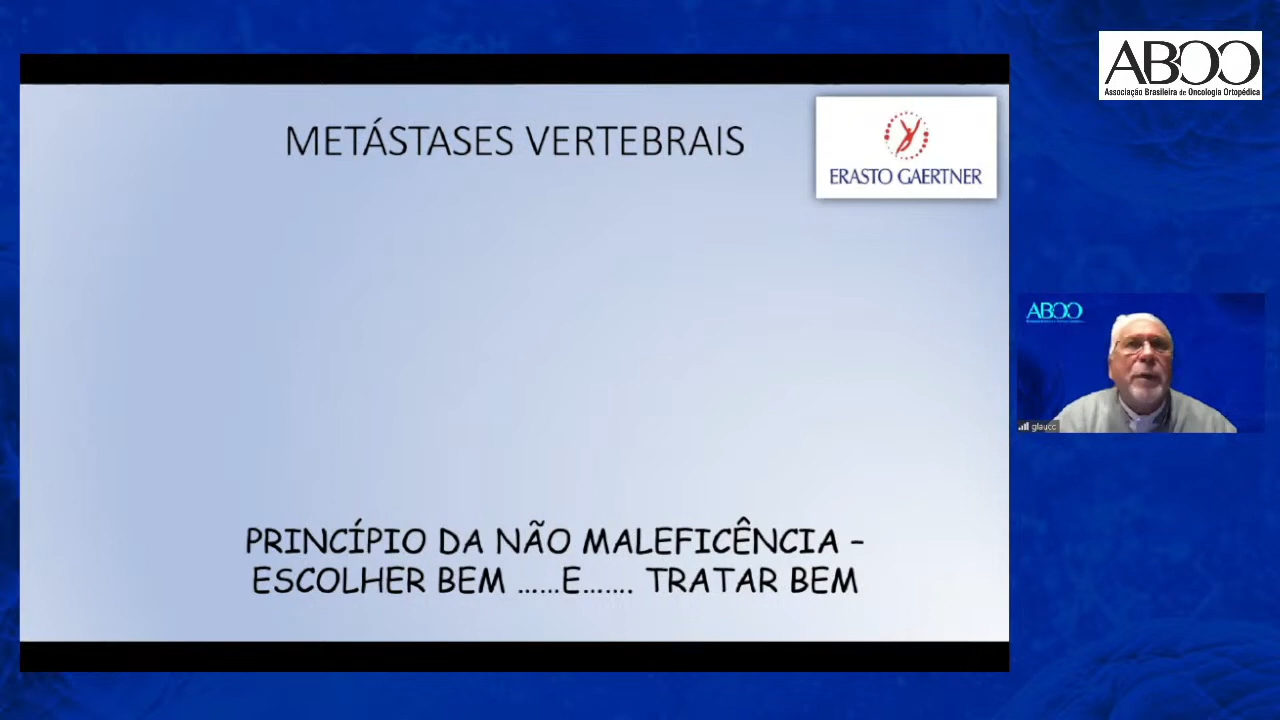 ABOO
Associação Brasileira de Oncologia Ortopédica
METÁSTASES VERTEBRAIS
ERASTO GAERTNER
PRINCÍPIO DA NÃO MALEFICÊNCIA –
ESCOLHER BEM ......E....... TRATAR BEM
ABOO
glauco